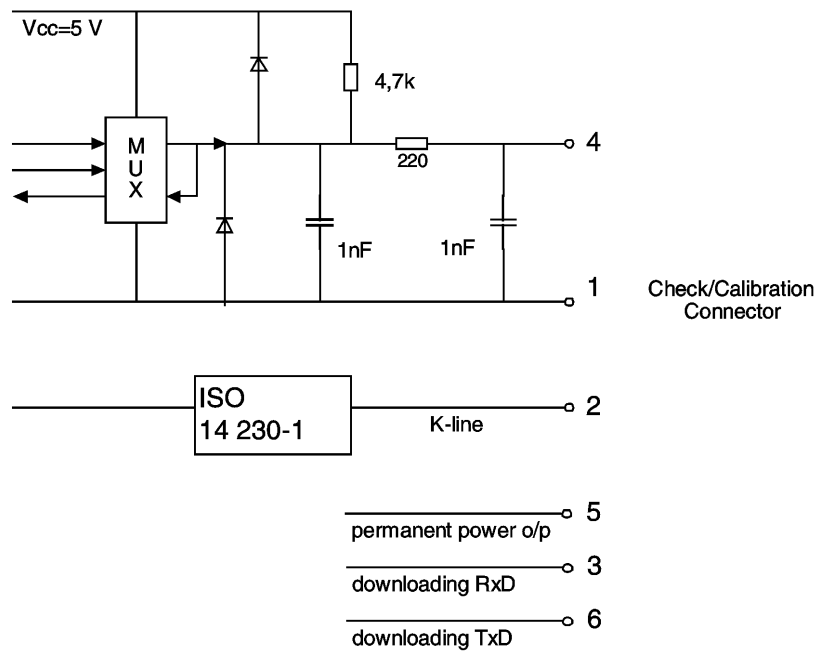 Vcc=5 V
4,7k
M
U
X
220
4
1nF
1nF
1
Check/Calibration
Connector
ISO
14 230-1
K-line
2
5
permanent power o/p
3
downloading RxD
6
downloading TxD